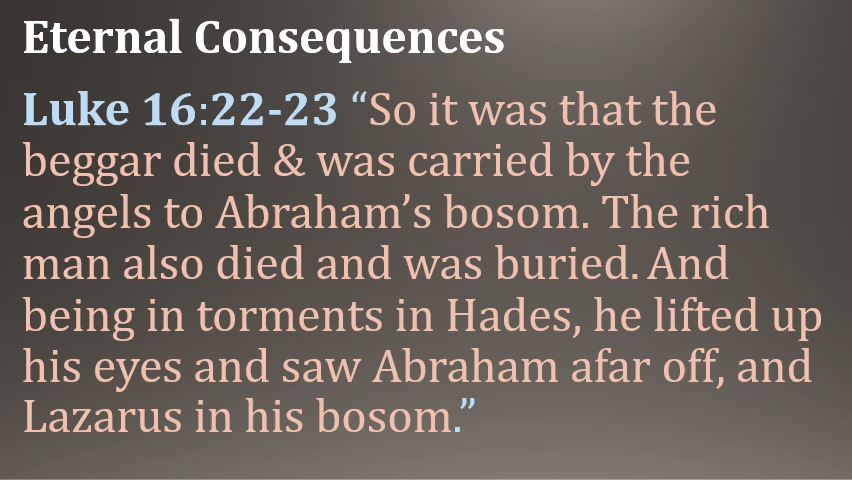 Eternal Consequences
Luke 16:22-23 “So it was that the
beggar died & was carried by the
angels to Abraham’s bosom. The rich
man also died and was buried. And
being in torments in Hades, he lifted up
his eyes and saw Abraham afar off, and
Lazarus in his bosom.”